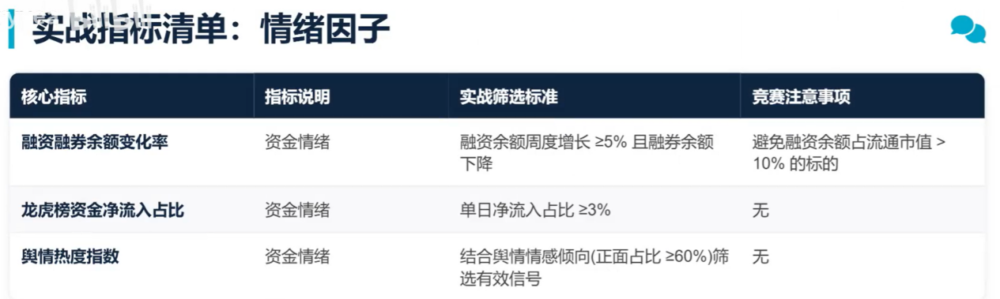 实战指标清单：情绪因子
核心指标 指标说明 实战筛选标准 竞赛注意事项
融资融券余额变化率 资金情绪 融资余额周度增长 ≥5% 且融券余额 避免融资余额占流通市值 >
下降 10% 的标的
龙虎榜资金净流入占比 资金情绪 单日净流入占比 ≥3% 无
舆情热度指数 资金情绪 结合舆情情感倾向(正面占比 ≥60%)筛 无
选有效信号